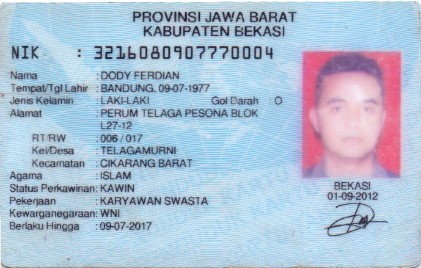 PROVINSI JAWA BARAT
KABUPATEN BEKASI
NIK : 3216080907770004
Nama : DODY FERDIAN
Tempat/Tgl Lahir : BANDUNG, 09-07-1977
Jenis Kelamin : LAKI-LAKI Gol Darah : O
Alamat : PERUM TELAGA PESONA BLOK
L27-12
RT/RW : 006 / 017
Kel/Desa : TELAGAMURNI
Kecamatan : CIKARANG BARAT
Agama : ISLAM
Status Perkawinan: KAWIN
Pekerjaan : KARYAWAN SWASTA
Kewarganegaraan: WNI
Berlaku Hingga : 09-07-2017
BEKASI
01-09-2012